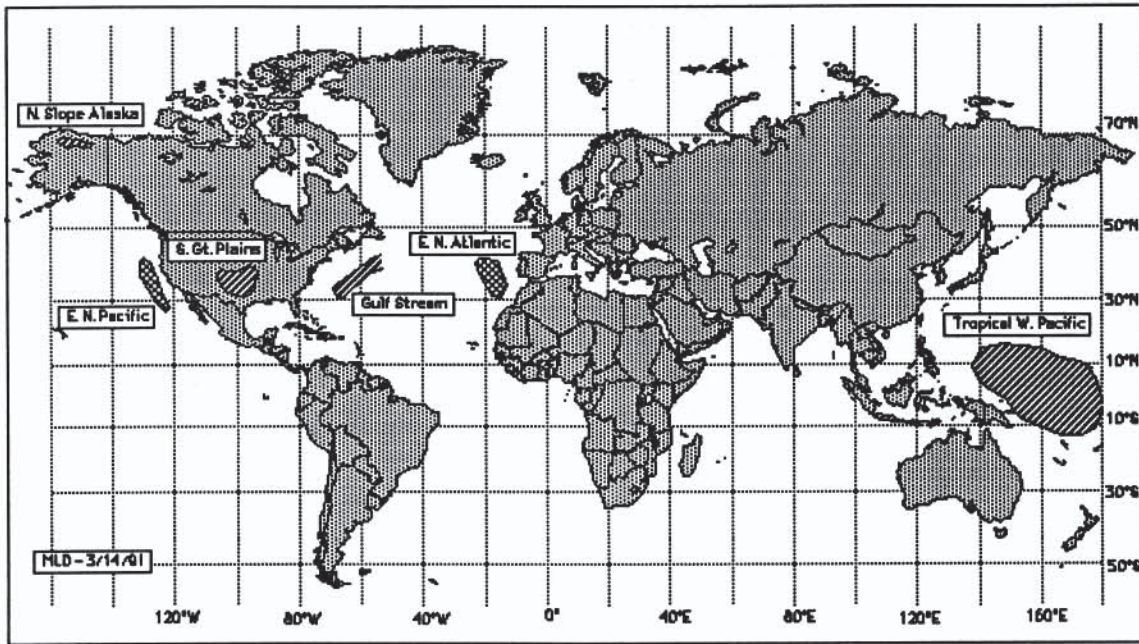 N. Slope Alaska
70°N
50°N
S. Gt. Plains
E. N. Atlantic
Gulf Stream
30°N
E. N. Pacific
Tropical W. Pacific
10°N
10°S
30°S
MLD-3/14/91
50°S
120°W
80°W
40°W
0°
40°E
80°E
120°E
160°E